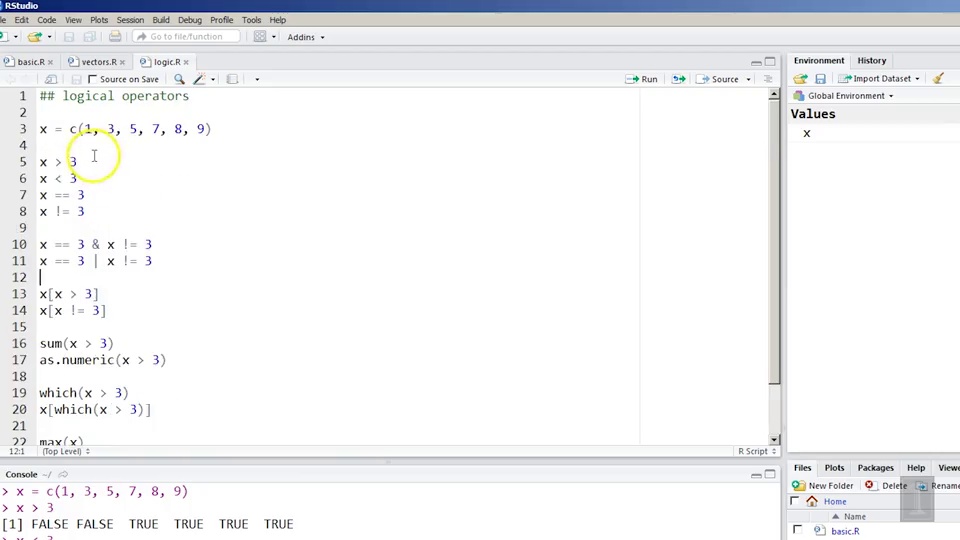 RStudio
File Edit Code View Plots Session Build Debug Profile Tools Help
Go to file/function Addins
basic.R vectors.R logic.R
Source on Save Run Source
1 ## logical operators
2
3 x = c(1, 3, 5, 7, 8, 9)
4
5 x > 3
6 x < 3
7 x == 3
8 x != 3
9
10 x == 3 & x != 3
11 x == 3 | x != 3
12
13 x[x > 3]
14 x[x != 3]
15
16 sum(x > 3)
17 as.numeric(x > 3)
18
19 which(x > 3)
20 x[which(x > 3)]
21
22 max(x)
12:1 (Top Level) R Script
Console ~/
> x = c(1, 3, 5, 7, 8, 9)
> x > 3
[1] FALSE FALSE TRUE TRUE TRUE TRUE
> x < 3
Environment History
Import Dataset
Global Environment
Values
x
Files Plots Packages Help
New Folder Delete
Home
Name
basic.R